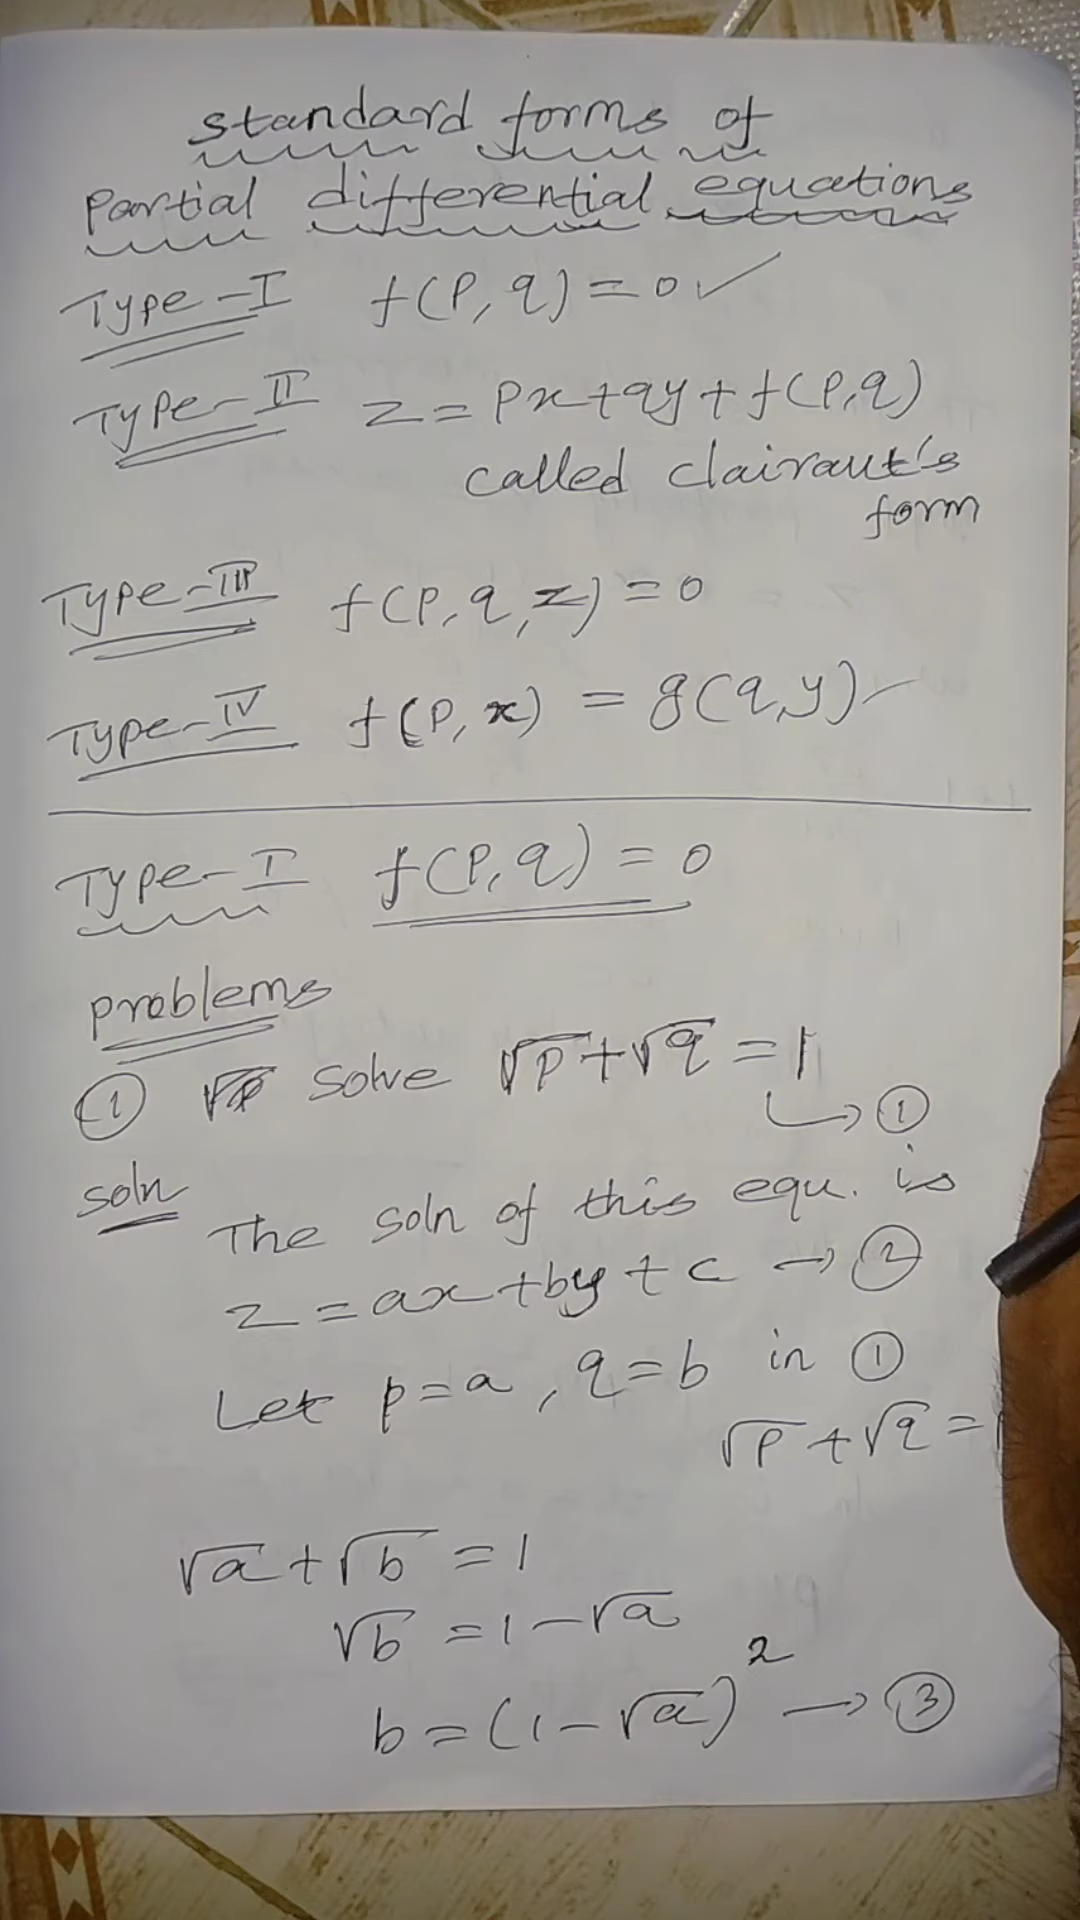 standard forms of
partial differential equations
Type-I f(P,q)=0✓
Type-II z=Px+qy+f(P,q)
called clairaut's
form
Type-III f(P,q,z)=0
Type-IV f(P,x) = g(q,y)
Type-I f(P,q)=0
problems
① solve √p+√q=1
↳①
soln
The soln of this equ. is
z=ax+by+c →②
Let p=a, q=b in ①
√p+√q=1
√a+√b=1
√b=1-√a
b=(1-√a)² →③